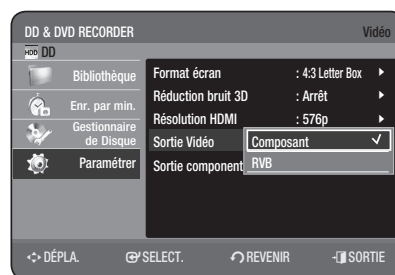 DD & DVD RECORDER Vidéo
HDD DD
Bibliothèque
Enr. par min.
Gestionnaire
de Disque
Paramétrer
Format écran : 4:3 Letter Box
Réduction bruit 3D : Arrêt
Résolution HDMI : 576p
Sortie Vidéo Composant
Sortie component RVB
DÉPLA. SELECT. REVENIR SORTIE